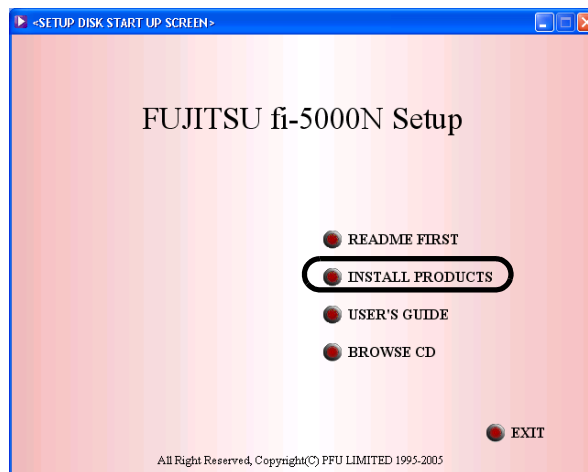 <SETUP DISK START UP SCREEN>
FUJITSU fi-5000N Setup
README FIRST
INSTALL PRODUCTS
USER'S GUIDE
BROWSE CD
EXIT
All Right Reserved, Copyright(C) PFU LIMITED 1995-2005